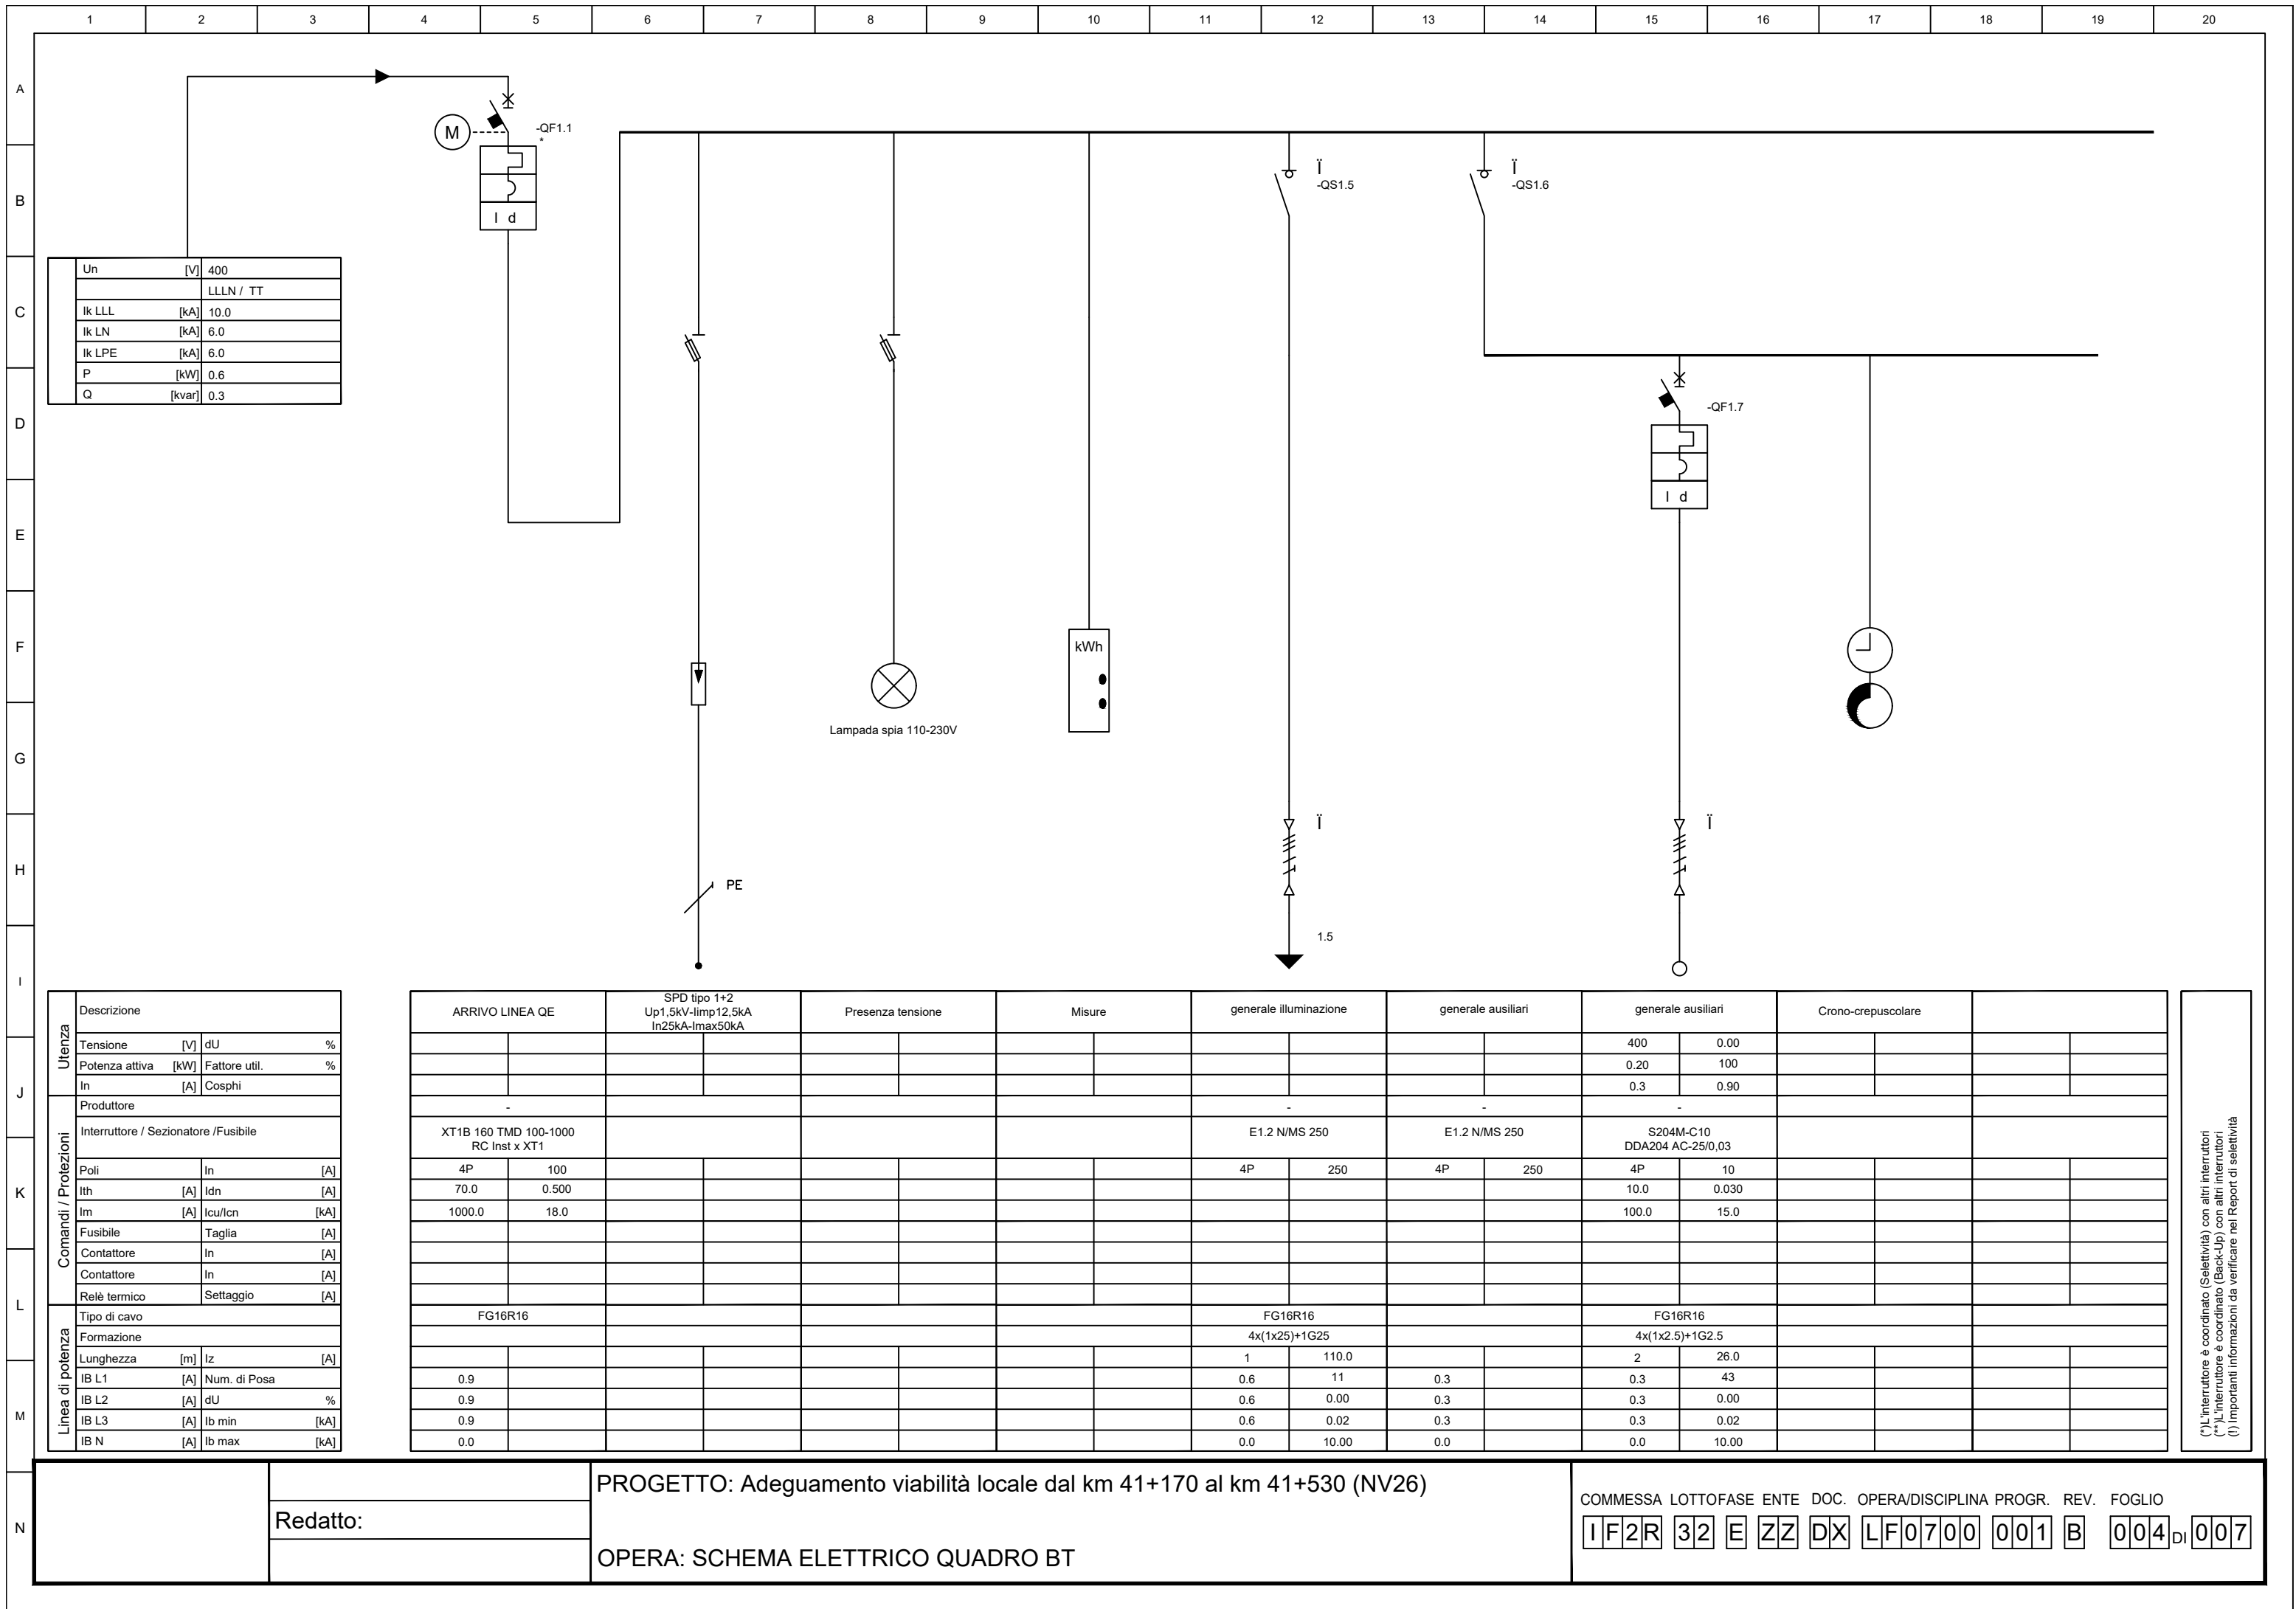 1 2 3 4 5 6 7 8 9 10 11 12 13 14 15 16 17 18 19 20
A
B
C
D
E
F
G
H
I
J
K
L
M
N
M
-QF1.1
*
I d
Ï
-QS1.5
Ï
-QS1.6
Un [V] 400
LLLN / TT
Ik LLL [kA] 10.0
Ik LN [kA] 6.0
Ik LPE [kA] 6.0
P [kW] 0.6
Q [kvar] 0.3
-QF1.7
I d
kWh
Lampada spia 110-230V
Ï
Ï
PE
1.5
Utenza
Descrizione ARRIVO LINEA QE SPD tipo 1+2 Up1,5kV-Iimp12,5kA In25kA-Imax50kA Presenza tensione Misure generale illuminazione generale ausiliari generale ausiliari Crono-crepuscolare
Tensione [V] dU % 400 0.00
Potenza attiva [kW] Fattore util. % 0.20 100
In [A] Cosphi 0.3 0.90
Comandi / Protezioni
Produttore - - - -
Interruttore / Sezionatore /Fusibile XT1B 160 TMD 100-1000 RC Inst x XT1 E1.2 N/MS 250 E1.2 N/MS 250 S204M-C10 DDA204 AC-25/0,03
Poli In [A] 4P 100 4P 250 4P 250 4P 10
Ith [A] Idn [A] 70.0 0.500 10.0 0.030
Im [A] Icu/Icn [kA] 1000.0 18.0 100.0 15.0
Fusibile Taglia [A]
Contattore In [A]
Contattore In [A]
Relè termico Settaggio [A]
Linea di potenza
Tipo di cavo FG16R16 FG16R16 FG16R16
Formazione 4x(1x25)+1G25 4x(1x2.5)+1G2.5
Lunghezza [m] Iz [A] 1 110.0 2 26.0
IB L1 [A] Num. di Posa 0.9 0.6 11 0.3 0.3 43
IB L2 [A] dU % 0.9 0.6 0.00 0.3 0.3 0.00
IB L3 [A] Ib min [kA] 0.9 0.6 0.02 0.3 0.3 0.02
IB N [A] Ib max [kA] 0.0 0.0 10.00 0.0 0.0 10.00
(*)L'interruttore è coordinato (Selettività) con altri interruttori
(**)L'interruttore è coordinato (Back-Up) con altri interruttori
(!) Importanti informazioni da verificare nel Report di selettività
Redatto:
PROGETTO: Adeguamento viabilità locale dal km 41+170 al km 41+530 (NV26)
OPERA: SCHEMA ELETTRICO QUADRO BT
COMMESSA LOTTO FASE ENTE DOC. OPERA/DISCIPLINA PROGR. REV. FOGLIO
IF2R 32 E ZZ DX LF0700 001 B 004 DI 007